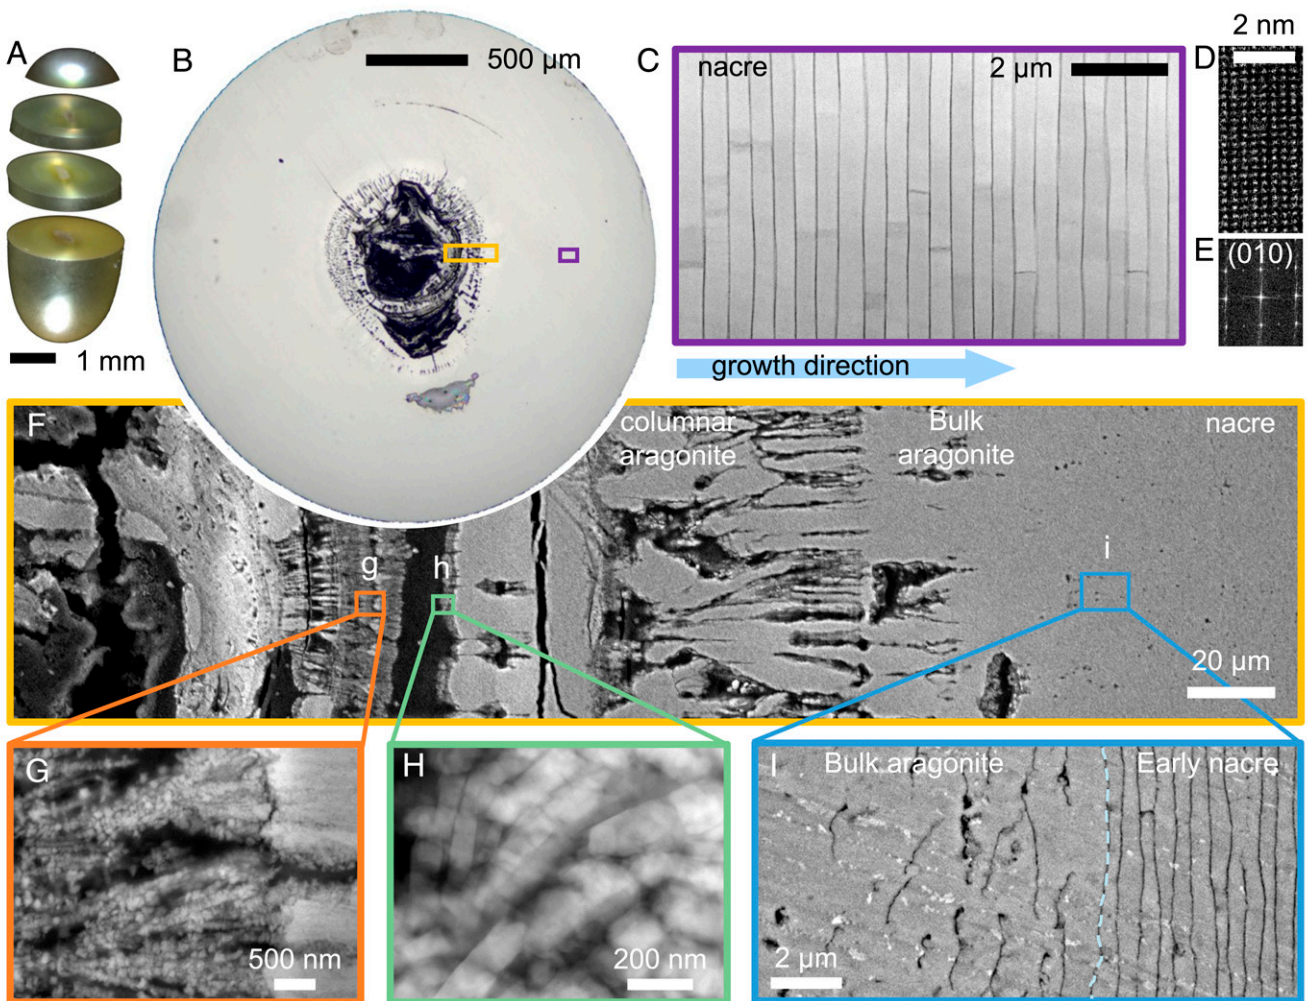 A
1 mm
B
500 µm
C
nacre
2 µm
growth direction
2 nm
D
E
(010)
F
columnar
aragonite
Bulk
aragonite
nacre
g
h
i
20 µm
G
500 nm
H
200 nm
I
Bulk aragonite
Early nacre
2 µm